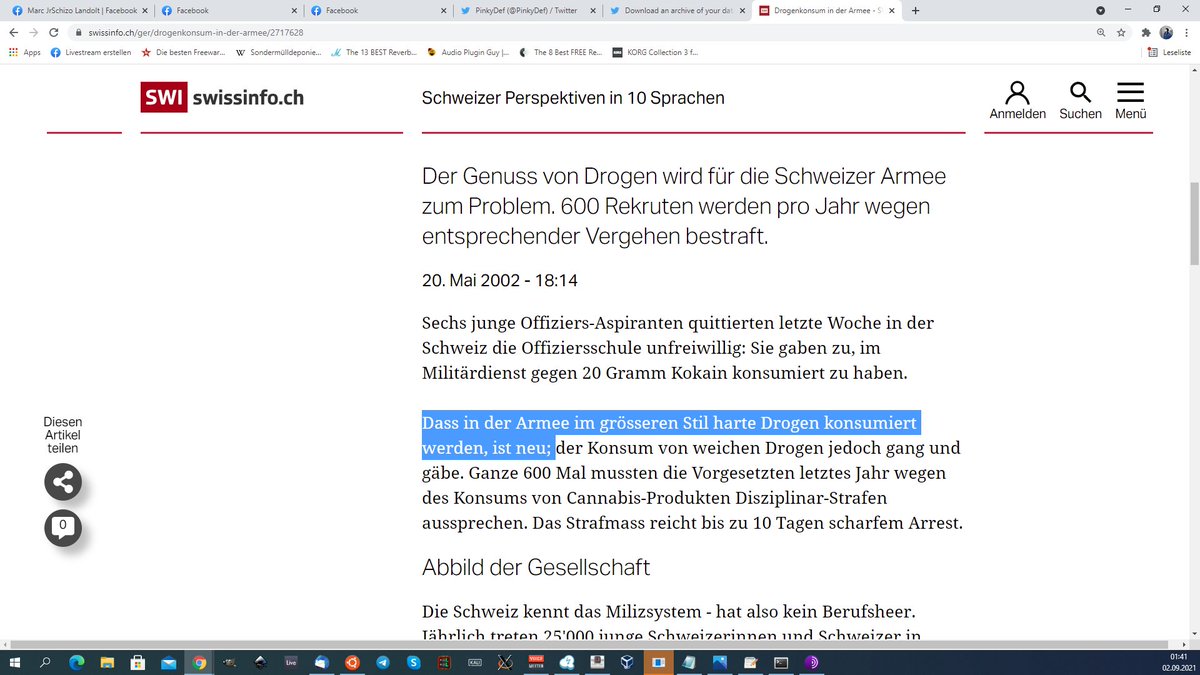 Marc JrSchizo Landolt | Facebook
Facebook
Facebook
PinkyDef (@PinkyDef) / Twitter
Download an archive of your dat
Drogenkonsum in der Armee - S
swissinfo.ch/ger/drogenkonsum-in-der-armee/2717628
Apps
Livestream erstellen
Die besten Freewar...
Sondermülldeponie...
The 13 BEST Reverb...
Audio Plugin Guy |...
The 8 Best FREE Re...
KORG Collection 3 f...
Leseliste
SWI swissinfo.ch
Schweizer Perspektiven in 10 Sprachen
Anmelden
Suchen
Menü
Der Genuss von Drogen wird für die Schweizer Armee
zum Problem. 600 Rekruten werden pro Jahr wegen
entsprechender Vergehen bestraft.
20. Mai 2002 - 18:14
Sechs junge Offiziers-Aspiranten quittierten letzte Woche in der
Schweiz die Offiziersschule unfreiwillig: Sie gaben zu, im
Militärdienst gegen 20 Gramm Kokain konsumiert zu haben.
Diesen
Artikel
teilen
0
Dass in der Armee im grösseren Stil harte Drogen konsumiert
werden, ist neu; der Konsum von weichen Drogen jedoch gang und
gäbe. Ganze 600 Mal mussten die Vorgesetzten letztes Jahr wegen
des Konsums von Cannabis-Produkten Disziplinar-Strafen
aussprechen. Das Strafmass reicht bis zu 10 Tagen scharfem Arrest.
Abbild der Gesellschaft
Die Schweiz kennt das Milizsystem - hat also kein Berufsheer.
Jährlich treten 25'000 junge Schweizerinnen und Schweizer in
Live
01:41
02.09.2021